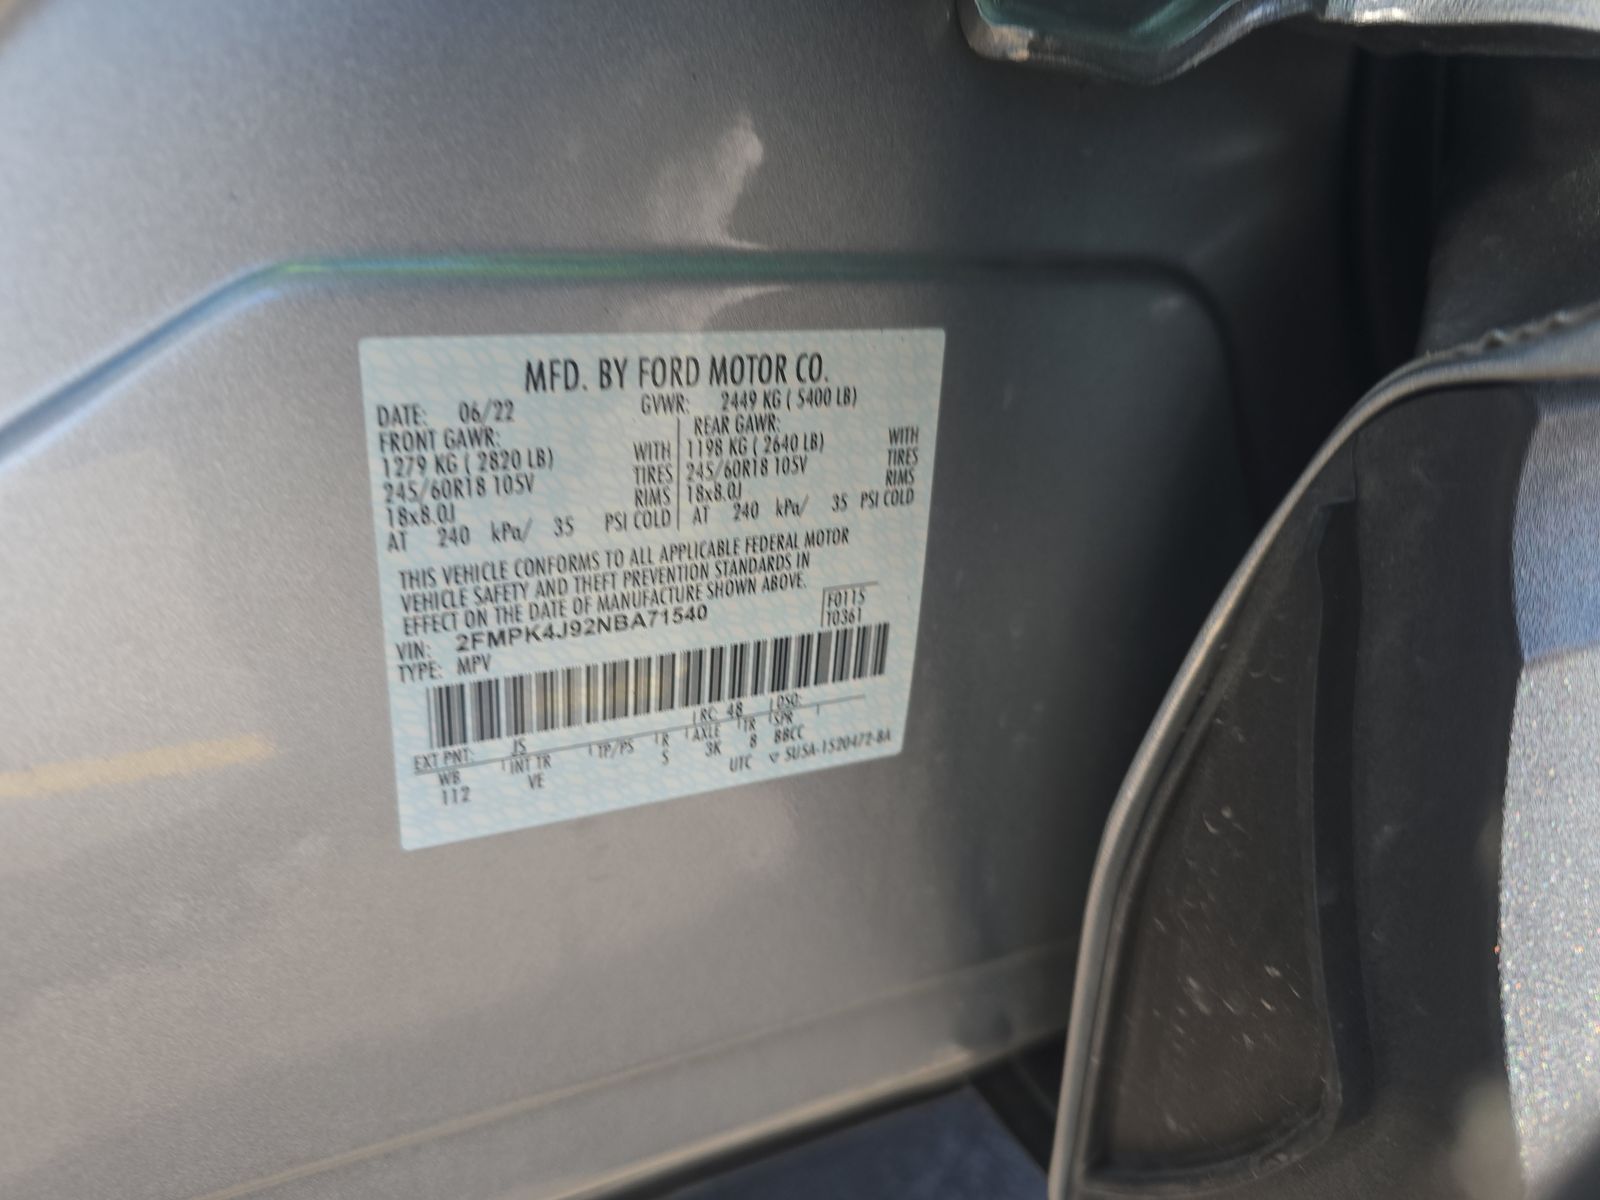 MFD. BY FORD MOTOR CO.
DATE: 06/22 GVWR: 2449 KG ( 5400 LB)
FRONT GAWR: REAR GAWR:
1279 KG ( 2820 LB) WITH 1198 KG ( 2640 LB) WITH
245/60R18 105V TIRES 245/60R18 105V TIRES
18x8.0J RIMS 18x8.0J RIMS
AT 240 kPa/ 35 PSI COLD AT 240 kPa/ 35 PSI COLD
THIS VEHICLE CONFORMS TO ALL APPLICABLE FEDERAL MOTOR
VEHICLE SAFETY AND THEFT PREVENTION STANDARDS IN
EFFECT ON THE DATE OF MANUFACTURE SHOWN ABOVE.
VIN: 2FMPK4J92NBA71540 F0115
TYPE: MPV T0361
EXT PNT: JS RC: 48 DSO:
WB INT TR TP/PS R AXLE TR SPR
112 VE S 3K 8 BBCC
UTC ▽ SU5A-1520472-BA